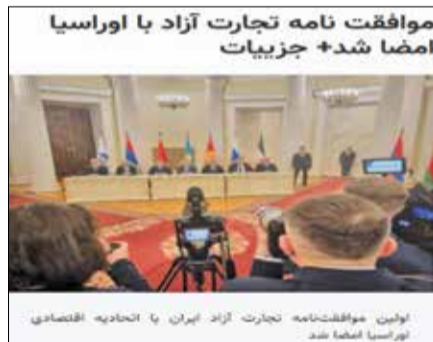 موافقت نامه تجارت آزاد با اوراسیا
امضا شد+ جزییات
اولین موافقت‌نامه تجارت آزاد ایران با اتحادیه اقتصادی
اوراسیا امضا شد